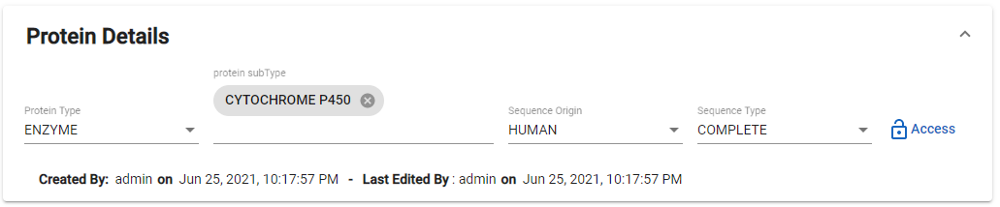 Protein Details
protein subType
CYTOCHROME P450
Protein Type
ENZYME
Sequence Origin
HUMAN
Sequence Type
COMPLETE
Access
Created By: admin on Jun 25, 2021, 10:17:57 PM - Last Edited By : admin on Jun 25, 2021, 10:17:57 PM